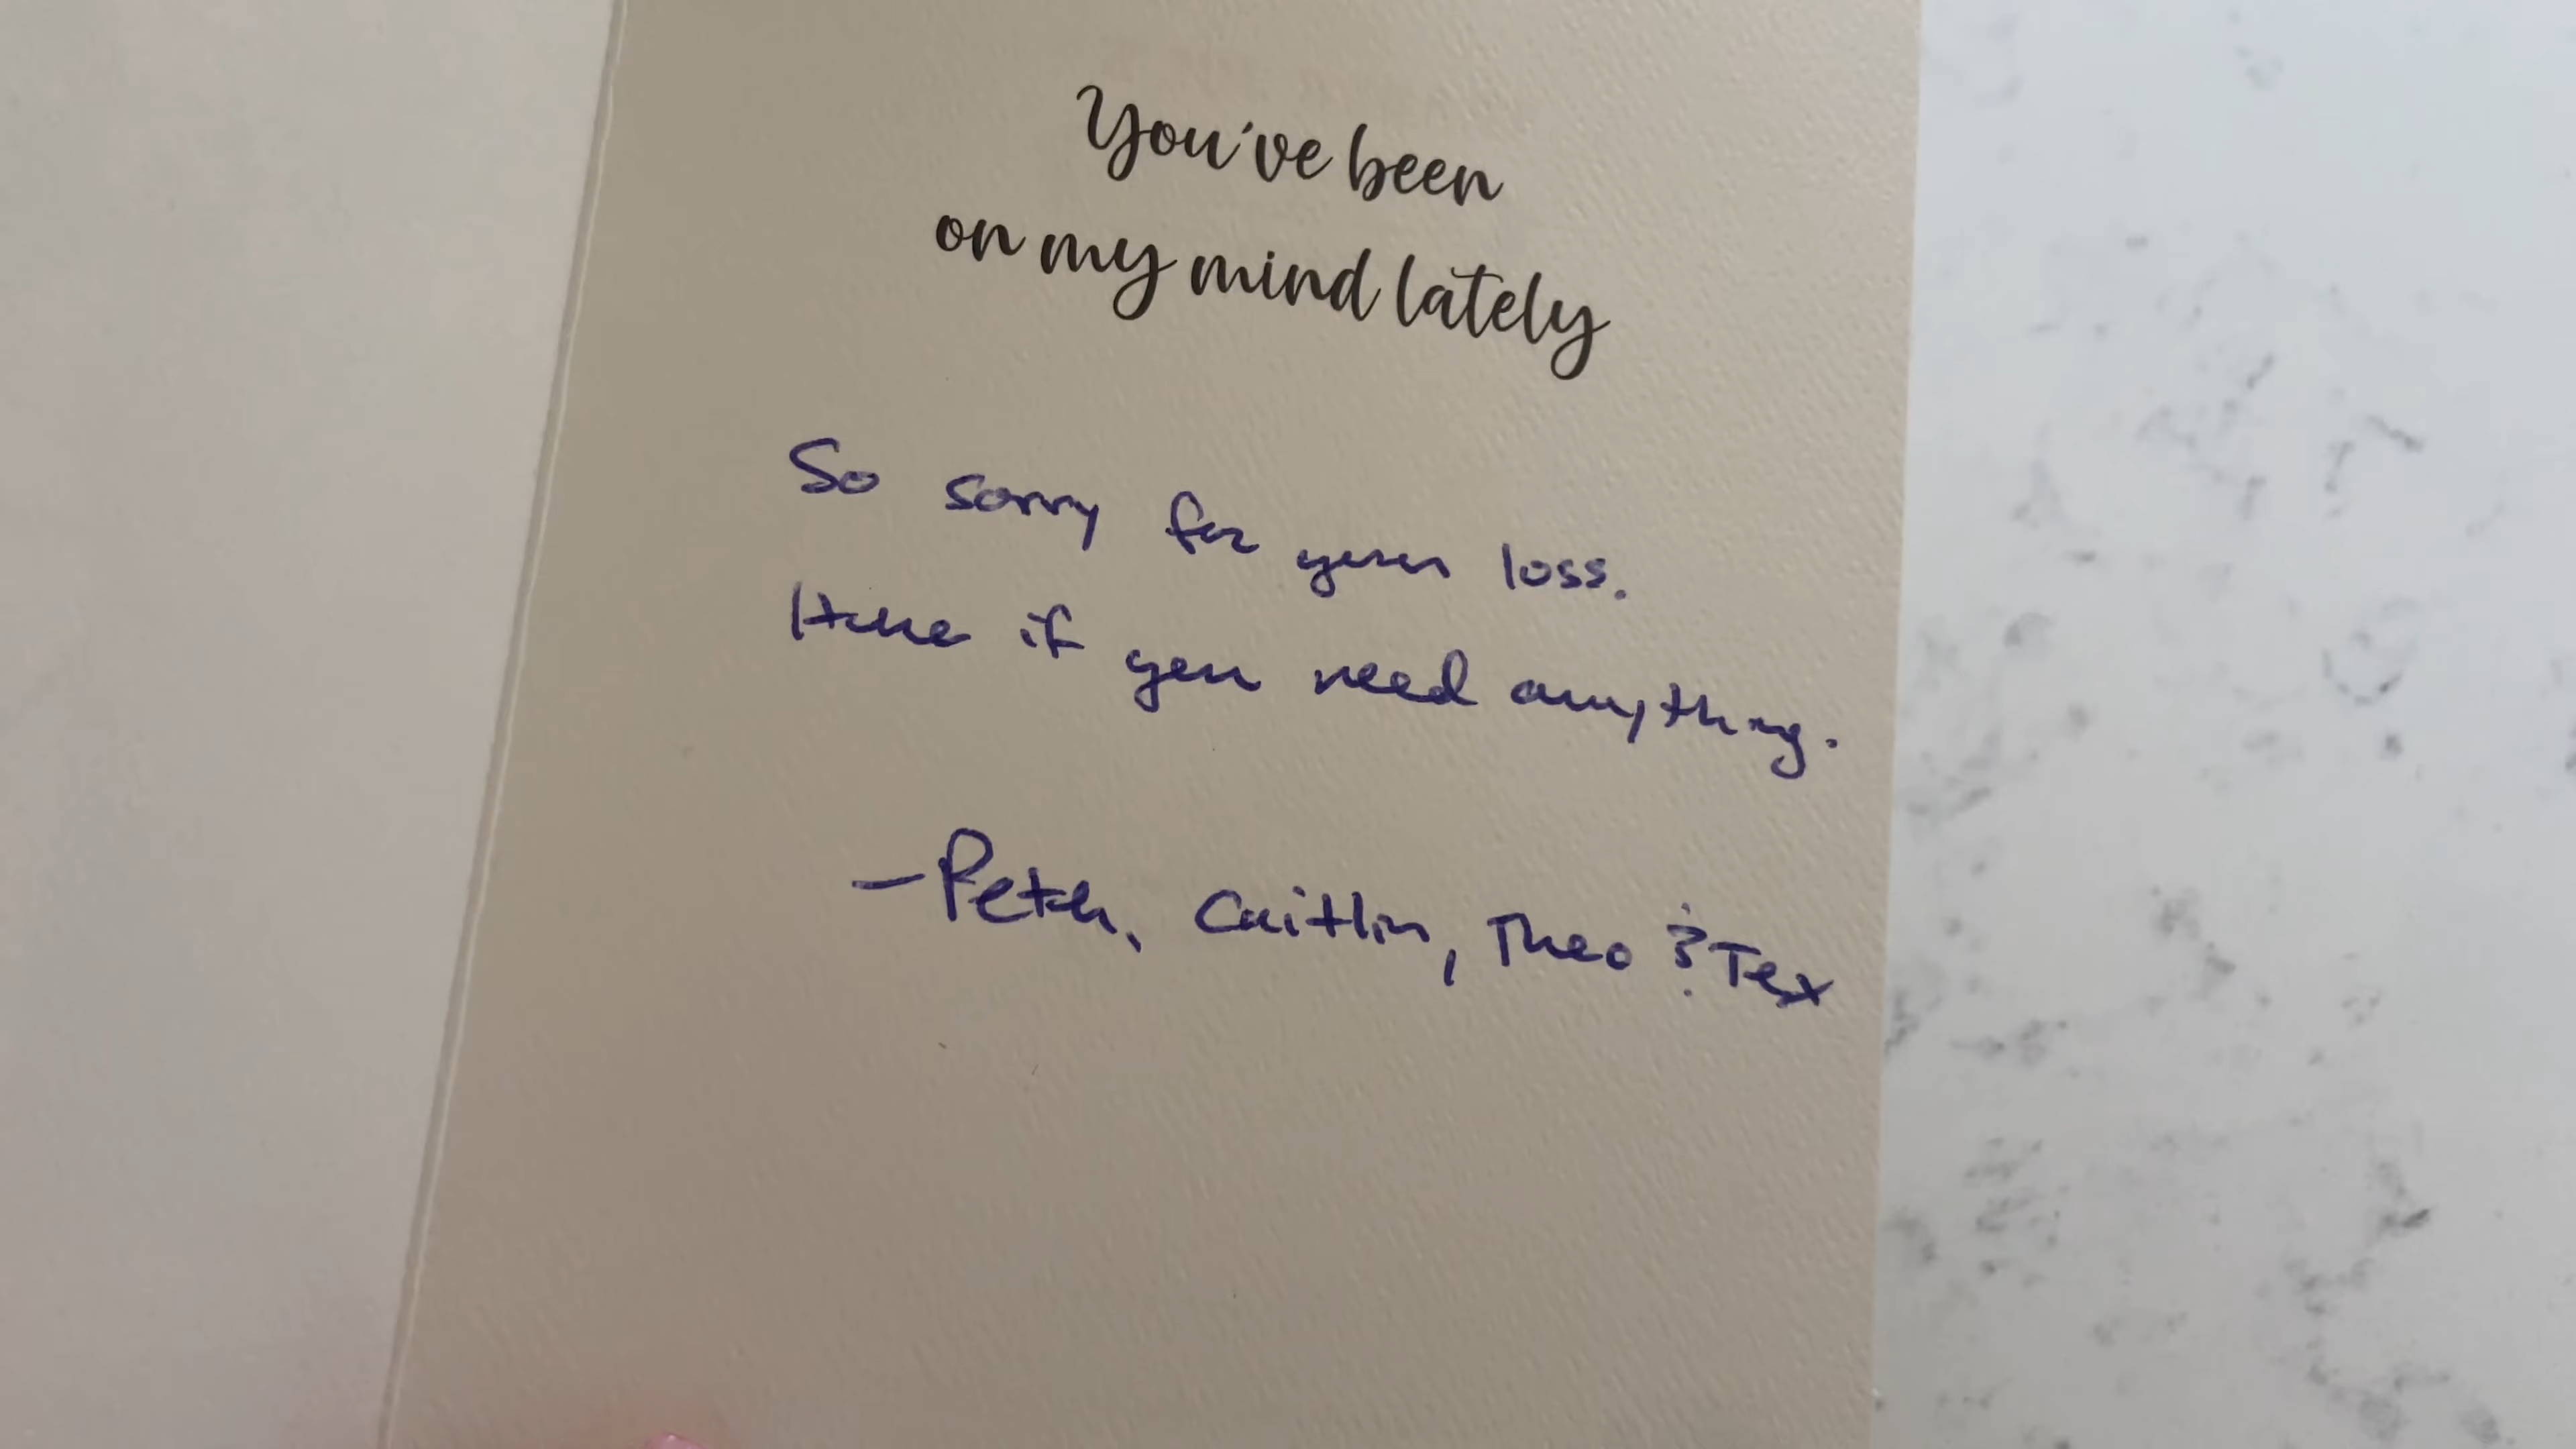 You've been
on my mind lately
So sorry for your loss.
Here if you need anything.
- Peter, Caitlin, Theo & Tex